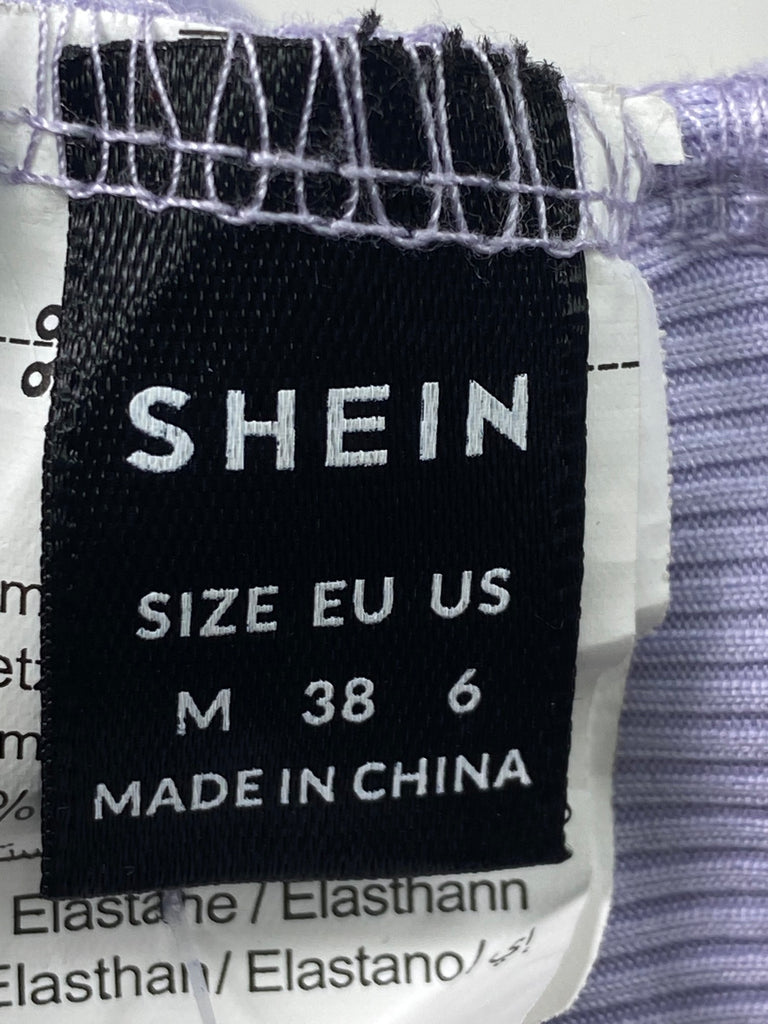 SHEIN
SIZE EU US
M 38 6
MADE IN CHINA
%
Elastane / Elasthann
Elasthan / Elastano /